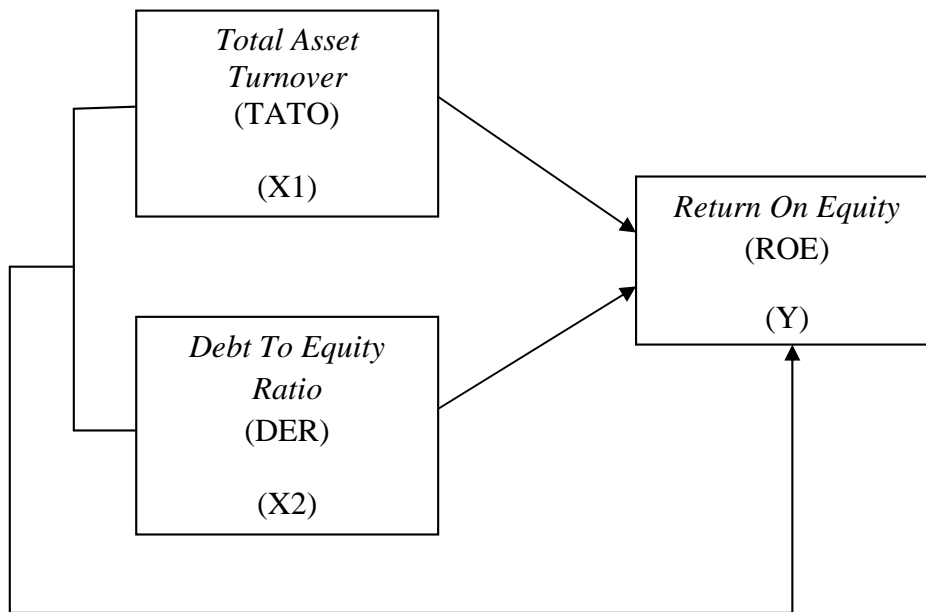 Total Asset
Turnover
(TATO)
(X1)
Return On Equity
(ROE)
(Y)
Debt To Equity
Ratio
(DER)
(X2)